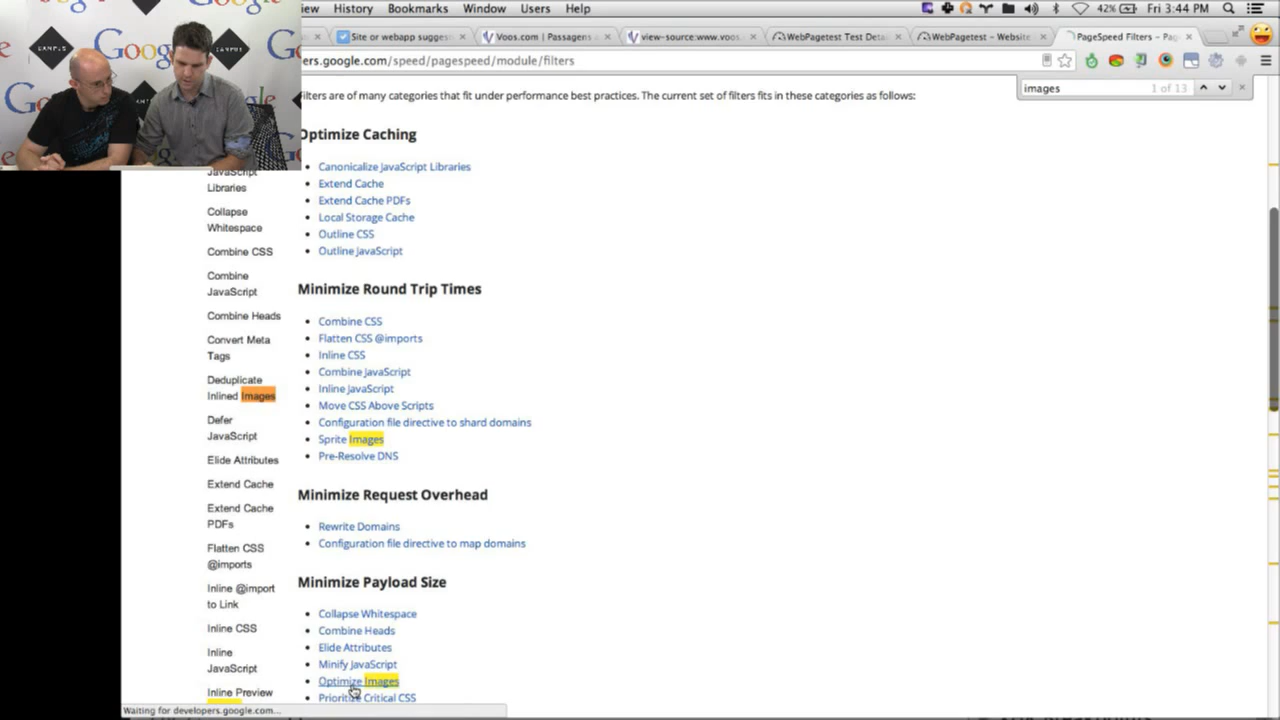 iew History Bookmarks Window Users Help 42% Fri 3:44 PM
Site or webapp sugges Voos.com | Passagens a view-source:www.voos. WebPagetest Test Deta WebPagetest - Website PageSpeed Filters - Pag
ers.google.com/speed/pagespeed/module/filters
images 1 of 13
CAMPUS
Google
Google
ilters are of many categories that fit under performance best practices. The current set of filters fits in these categories as follows:
JavaScript
Libraries
Collapse
Whitespace
Combine CSS
Combine
JavaScript
Combine Heads
Convert Meta
Tags
Deduplicate
Inlined Images
Defer
JavaScript
Elide Attributes
Extend Cache
Extend Cache
PDFs
Flatten CSS
@imports
Inline @import
to Link
Inline CSS
Inline
JavaScript
Inline Preview
Optimize Caching
Canonicalize JavaScript Libraries
Extend Cache
Extend Cache PDFs
Local Storage Cache
Outline CSS
Outline JavaScript
Minimize Round Trip Times
Combine CSS
Flatten CSS @imports
Inline CSS
Combine JavaScript
Inline JavaScript
Move CSS Above Scripts
Configuration file directive to shard domains
Sprite Images
Pre-Resolve DNS
Minimize Request Overhead
Rewrite Domains
Configuration file directive to map domains
Minimize Payload Size
Collapse Whitespace
Combine Heads
Elide Attributes
Minify JavaScript
Optimize Images
Prioritize Critical CSS
Waiting for developers.google.com...